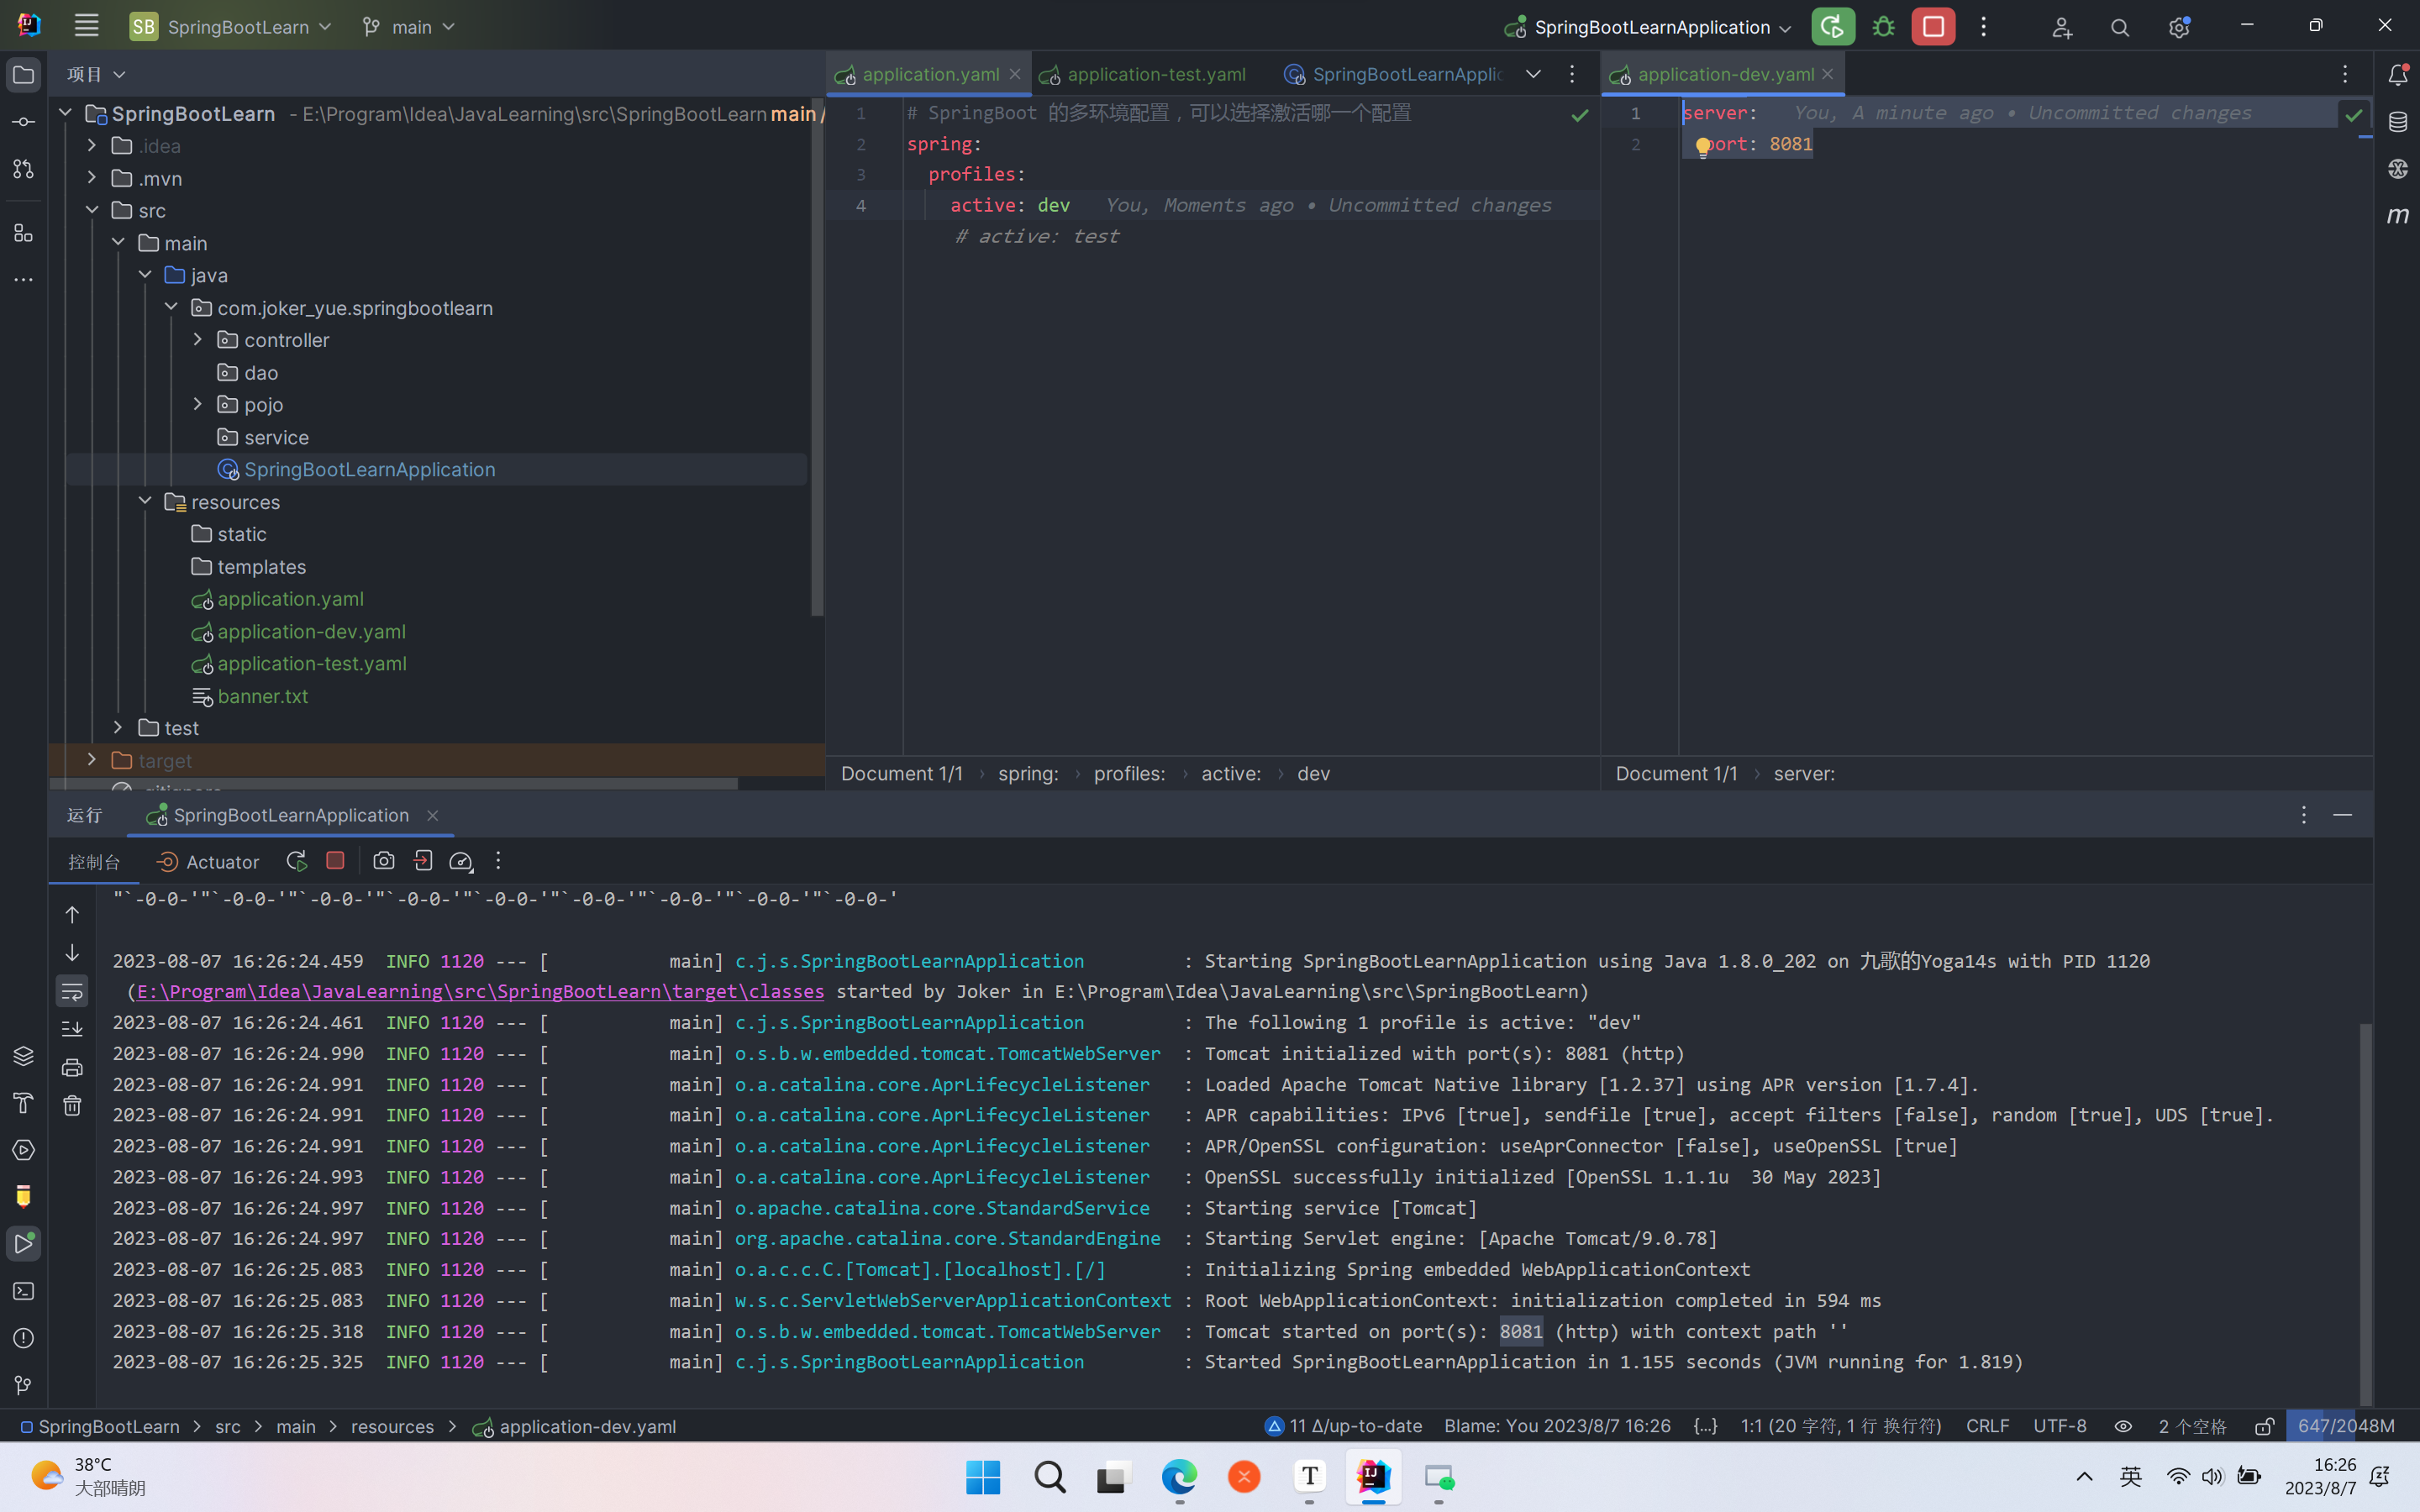 SB SpringBootLearn main SpringBootLearnApplication
项目
SpringBootLearn - E:\Program\Idea\JavaLearning\src\SpringBootLearn main /
.idea
.mvn
src
main
java
com.joker_yue.springbootlearn
controller
dao
pojo
service
SpringBootLearnApplication
resources
static
templates
application.yaml
application-dev.yaml
application-test.yaml
banner.txt
test
target
.gitignore
application.yaml application-test.yaml SpringBootLearnApplic
1 # SpringBoot 的多环境配置，可以选择激活哪一个配置
2 spring:
3 profiles:
4 active: dev You, Moments ago • Uncommitted changes
# active: test
Document 1/1 › spring: › profiles: › active: › dev
application-dev.yaml
1 server: You, A minute ago • Uncommitted changes
2 port: 8081
Document 1/1 › server:
运行 SpringBootLearnApplication
控制台 Actuator
"`-0-0-'"`-0-0-'"`-0-0-'"`-0-0-'"`-0-0-'"`-0-0-'"`-0-0-'"`-0-0-'"`-0-0-'
2023-08-07 16:26:24.459  INFO 1120 --- [           main] c.j.s.SpringBootLearnApplication         : Starting SpringBootLearnApplication using Java 1.8.0_202 on 九歌的Yoga14s with PID 1120
(E:\Program\Idea\JavaLearning\src\SpringBootLearn\target\classes started by Joker in E:\Program\Idea\JavaLearning\src\SpringBootLearn)
2023-08-07 16:26:24.461  INFO 1120 --- [           main] c.j.s.SpringBootLearnApplication         : The following 1 profile is active: "dev"
2023-08-07 16:26:24.990  INFO 1120 --- [           main] o.s.b.w.embedded.tomcat.TomcatWebServer  : Tomcat initialized with port(s): 8081 (http)
2023-08-07 16:26:24.991  INFO 1120 --- [           main] o.a.catalina.core.AprLifecycleListener   : Loaded Apache Tomcat Native library [1.2.37] using APR version [1.7.4].
2023-08-07 16:26:24.991  INFO 1120 --- [           main] o.a.catalina.core.AprLifecycleListener   : APR capabilities: IPv6 [true], sendfile [true], accept filters [false], random [true], UDS [true].
2023-08-07 16:26:24.991  INFO 1120 --- [           main] o.a.catalina.core.AprLifecycleListener   : APR/OpenSSL configuration: useAprConnector [false], useOpenSSL [true]
2023-08-07 16:26:24.993  INFO 1120 --- [           main] o.a.catalina.core.AprLifecycleListener   : OpenSSL successfully initialized [OpenSSL 1.1.1u  30 May 2023]
2023-08-07 16:26:24.997  INFO 1120 --- [           main] o.apache.catalina.core.StandardService   : Starting service [Tomcat]
2023-08-07 16:26:24.997  INFO 1120 --- [           main] org.apache.catalina.core.StandardEngine  : Starting Servlet engine: [Apache Tomcat/9.0.78]
2023-08-07 16:26:25.083  INFO 1120 --- [           main] o.a.c.c.C.[Tomcat].[localhost].[/]       : Initializing Spring embedded WebApplicationContext
2023-08-07 16:26:25.083  INFO 1120 --- [           main] w.s.c.ServletWebServerApplicationContext : Root WebApplicationContext: initialization completed in 594 ms
2023-08-07 16:26:25.318  INFO 1120 --- [           main] o.s.b.w.embedded.tomcat.TomcatWebServer  : Tomcat started on port(s): 8081 (http) with context path ''
2023-08-07 16:26:25.325  INFO 1120 --- [           main] c.j.s.SpringBootLearnApplication         : Started SpringBootLearnApplication in 1.155 seconds (JVM running for 1.819)
SpringBootLearn > src > main > resources > application-dev.yaml 11 Δ/up-to-date Blame: You 2023/8/7 16:26 {...} 1:1 (20 字符, 1 行 换行符) CRLF UTF-8 2 个空格 647/2048M
38°C
大部晴朗
英
16:26
2023/8/7